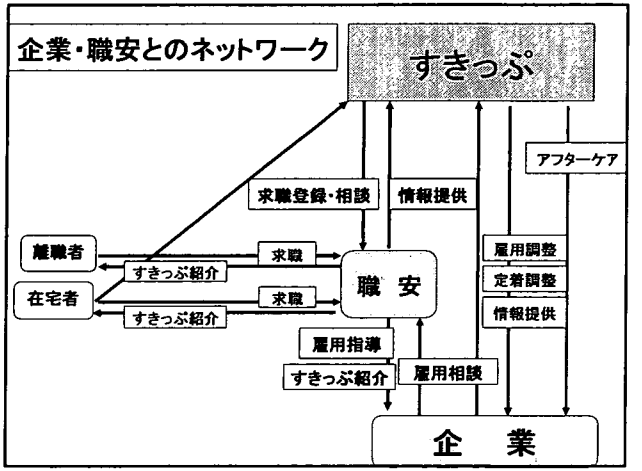 企業・職安とのネットワーク
すきっぷ
アフターケア
求職登録・相談
情報提供
離職者
求職
すきっぷ紹介
雇用調整
定着調整
情報提供
職 安
在宅者
求職
すきっぷ紹介
雇用指導
すきっぷ紹介
雇用相談
企 業